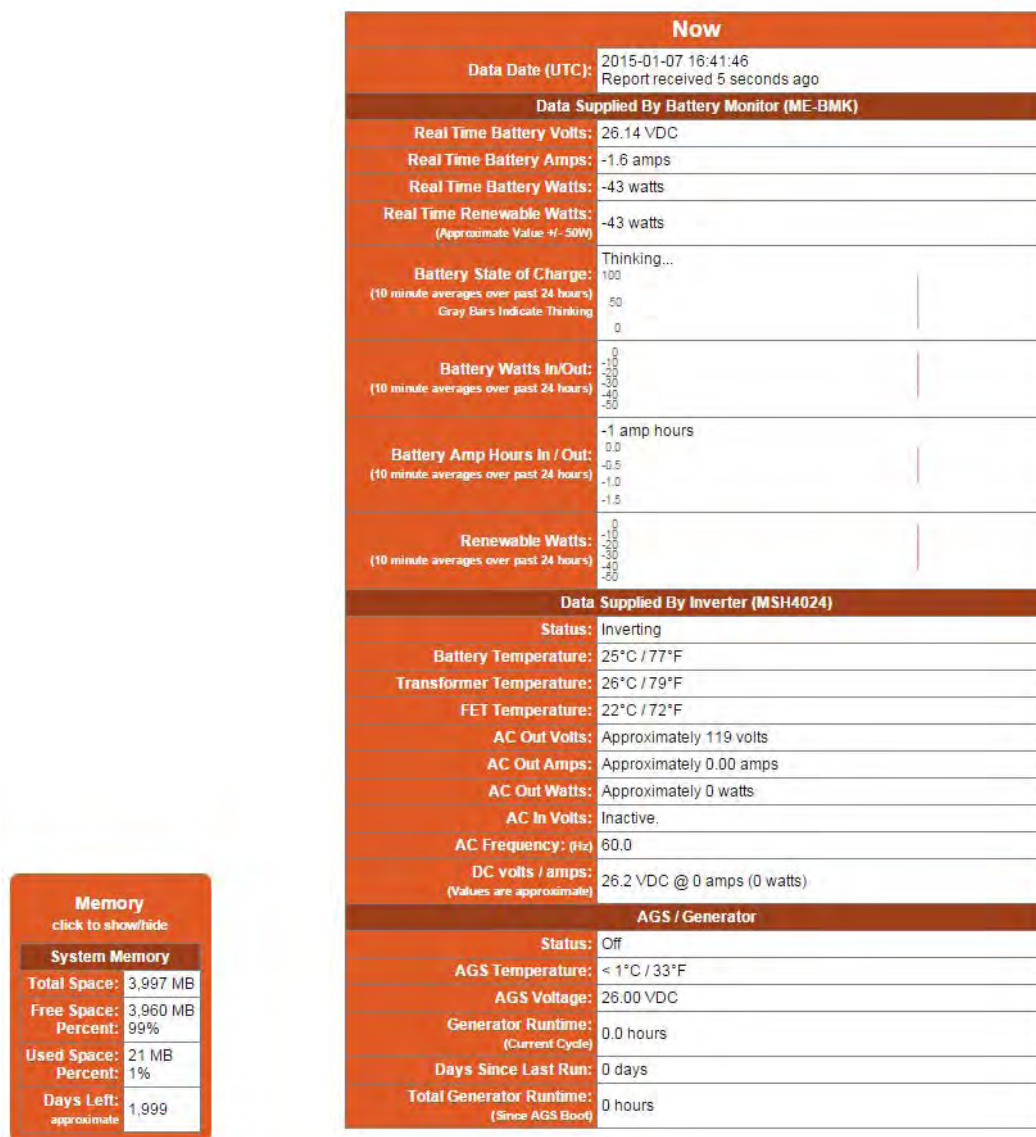 Now
Data Date (UTC): 2015-01-07 16:41:46
Report received 5 seconds ago
Data Supplied By Battery Monitor (ME-BMK)
Real Time Battery Volts: 26.14 VDC
Real Time Battery Amps: -1.6 amps
Real Time Battery Watts: -43 watts
Real Time Renewable Watts:
(Approximate Value +/- 50W)
-43 watts
Battery State of Charge:
(10 minute averages over past 24 hours)
Gray Bars Indicate Thinking
Thinking...
100
50
0
Battery Watts In/Out:
(10 minute averages over past 24 hours)
0
-10
-20
-30
-40
-50
Battery Amp Hours In / Out:
(10 minute averages over past 24 hours)
-1 amp hours
0.0
-0.5
-1.0
-1.5
Renewable Watts:
(10 minute averages over past 24 hours)
0
-10
-20
-30
-40
-50
Data Supplied By Inverter (MSH4024)
Status: Inverting
Battery Temperature: 25°C / 77°F
Transformer Temperature: 26°C / 79°F
FET Temperature: 22°C / 72°F
AC Out Volts: Approximately 119 volts
AC Out Amps: Approximately 0.00 amps
AC Out Watts: Approximately 0 watts
AC In Volts: Inactive.
AC Frequency: (Hz) 60.0
DC volts / amps:
(Values are approximate)
26.2 VDC @ 0 amps (0 watts)
AGS / Generator
Status: Off
AGS Temperature: < 1°C / 33°F
AGS Voltage: 26.00 VDC
Generator Runtime:
(Current Cycle)
0.0 hours
Days Since Last Run: 0 days
Total Generator Runtime:
(Since AGS Boot)
0 hours
Memory
click to show/hide
System Memory
Total Space: 3,997 MB
Free Space: 3,960 MB
Percent: 99%
Used Space: 21 MB
Percent: 1%
Days Left:
approximate
1,999